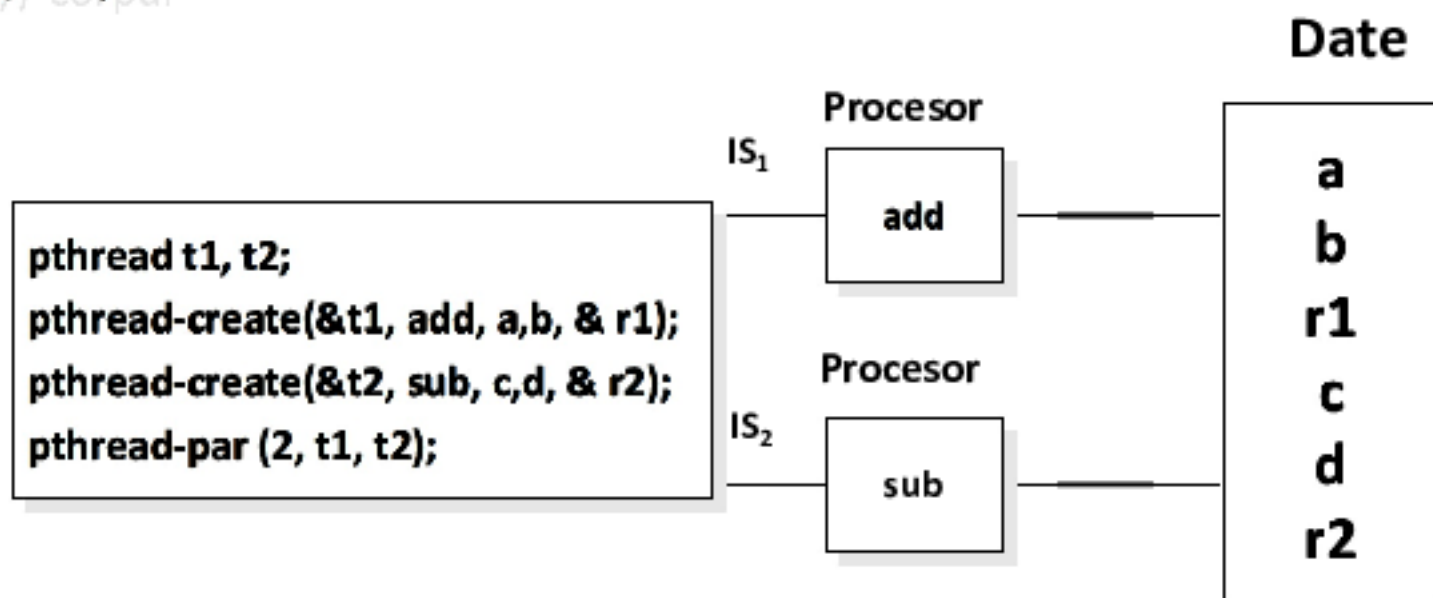 Date
Procesor
IS1
add
pthread t1, t2;
pthread-create(&t1, add, a,b, & r1);
pthread-create(&t2, sub, c,d, & r2);
pthread-par (2, t1, t2);
Procesor
IS2
sub
a
b
r1
c
d
r2